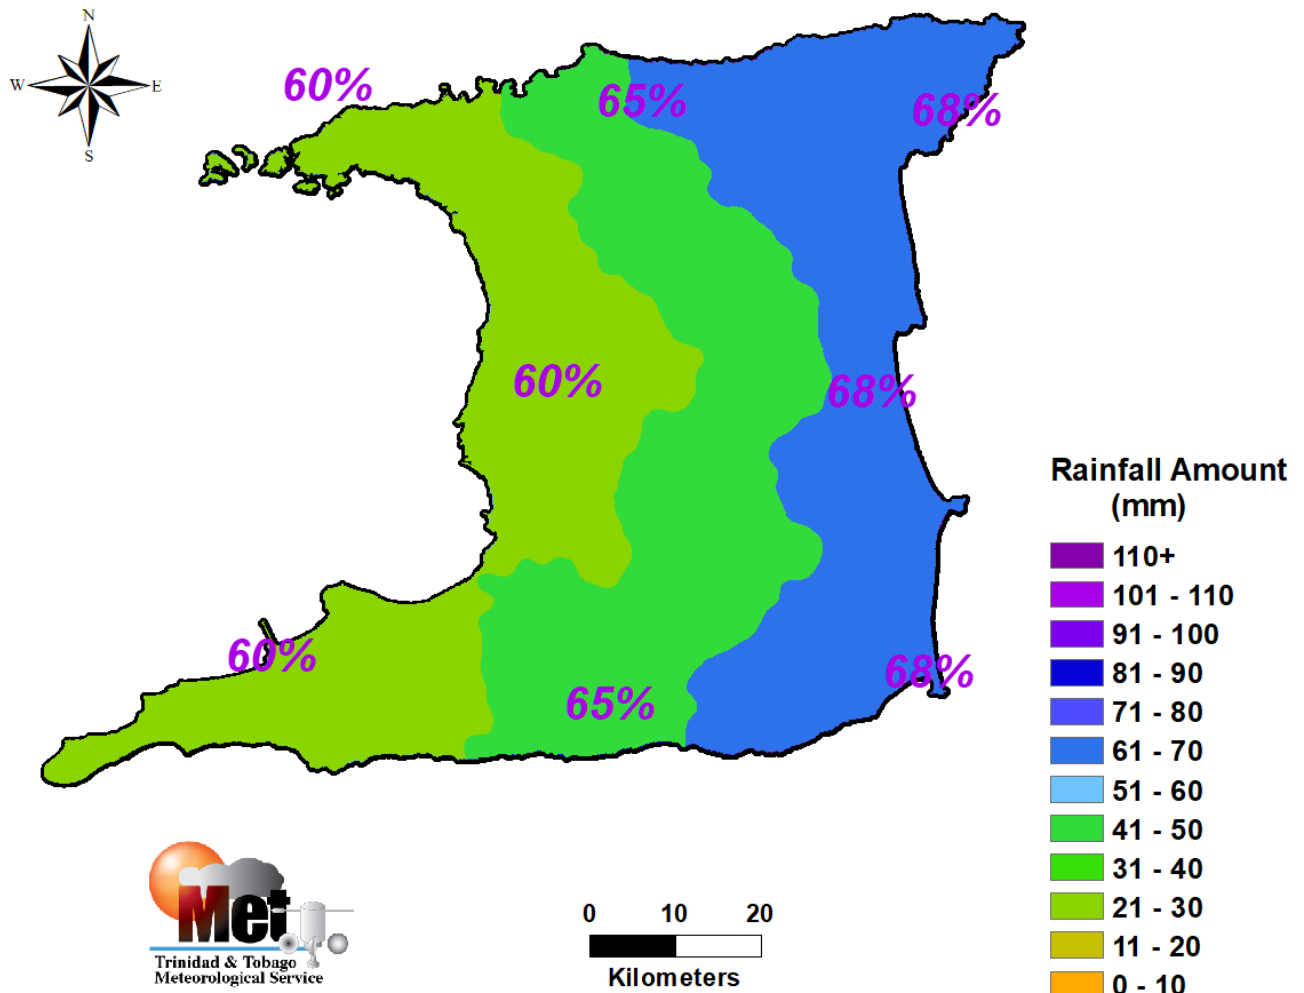 N
W
E
S
60%
65%
68%
60%
68%
60%
65%
68%
Rainfall Amount
(mm)
110+
101 - 110
91 - 100
81 - 90
71 - 80
61 - 70
51 - 60
41 - 50
31 - 40
21 - 30
11 - 20
0 - 10
Met
Trinidad & Tobago
Meteorological Service
0 10 20
Kilometers